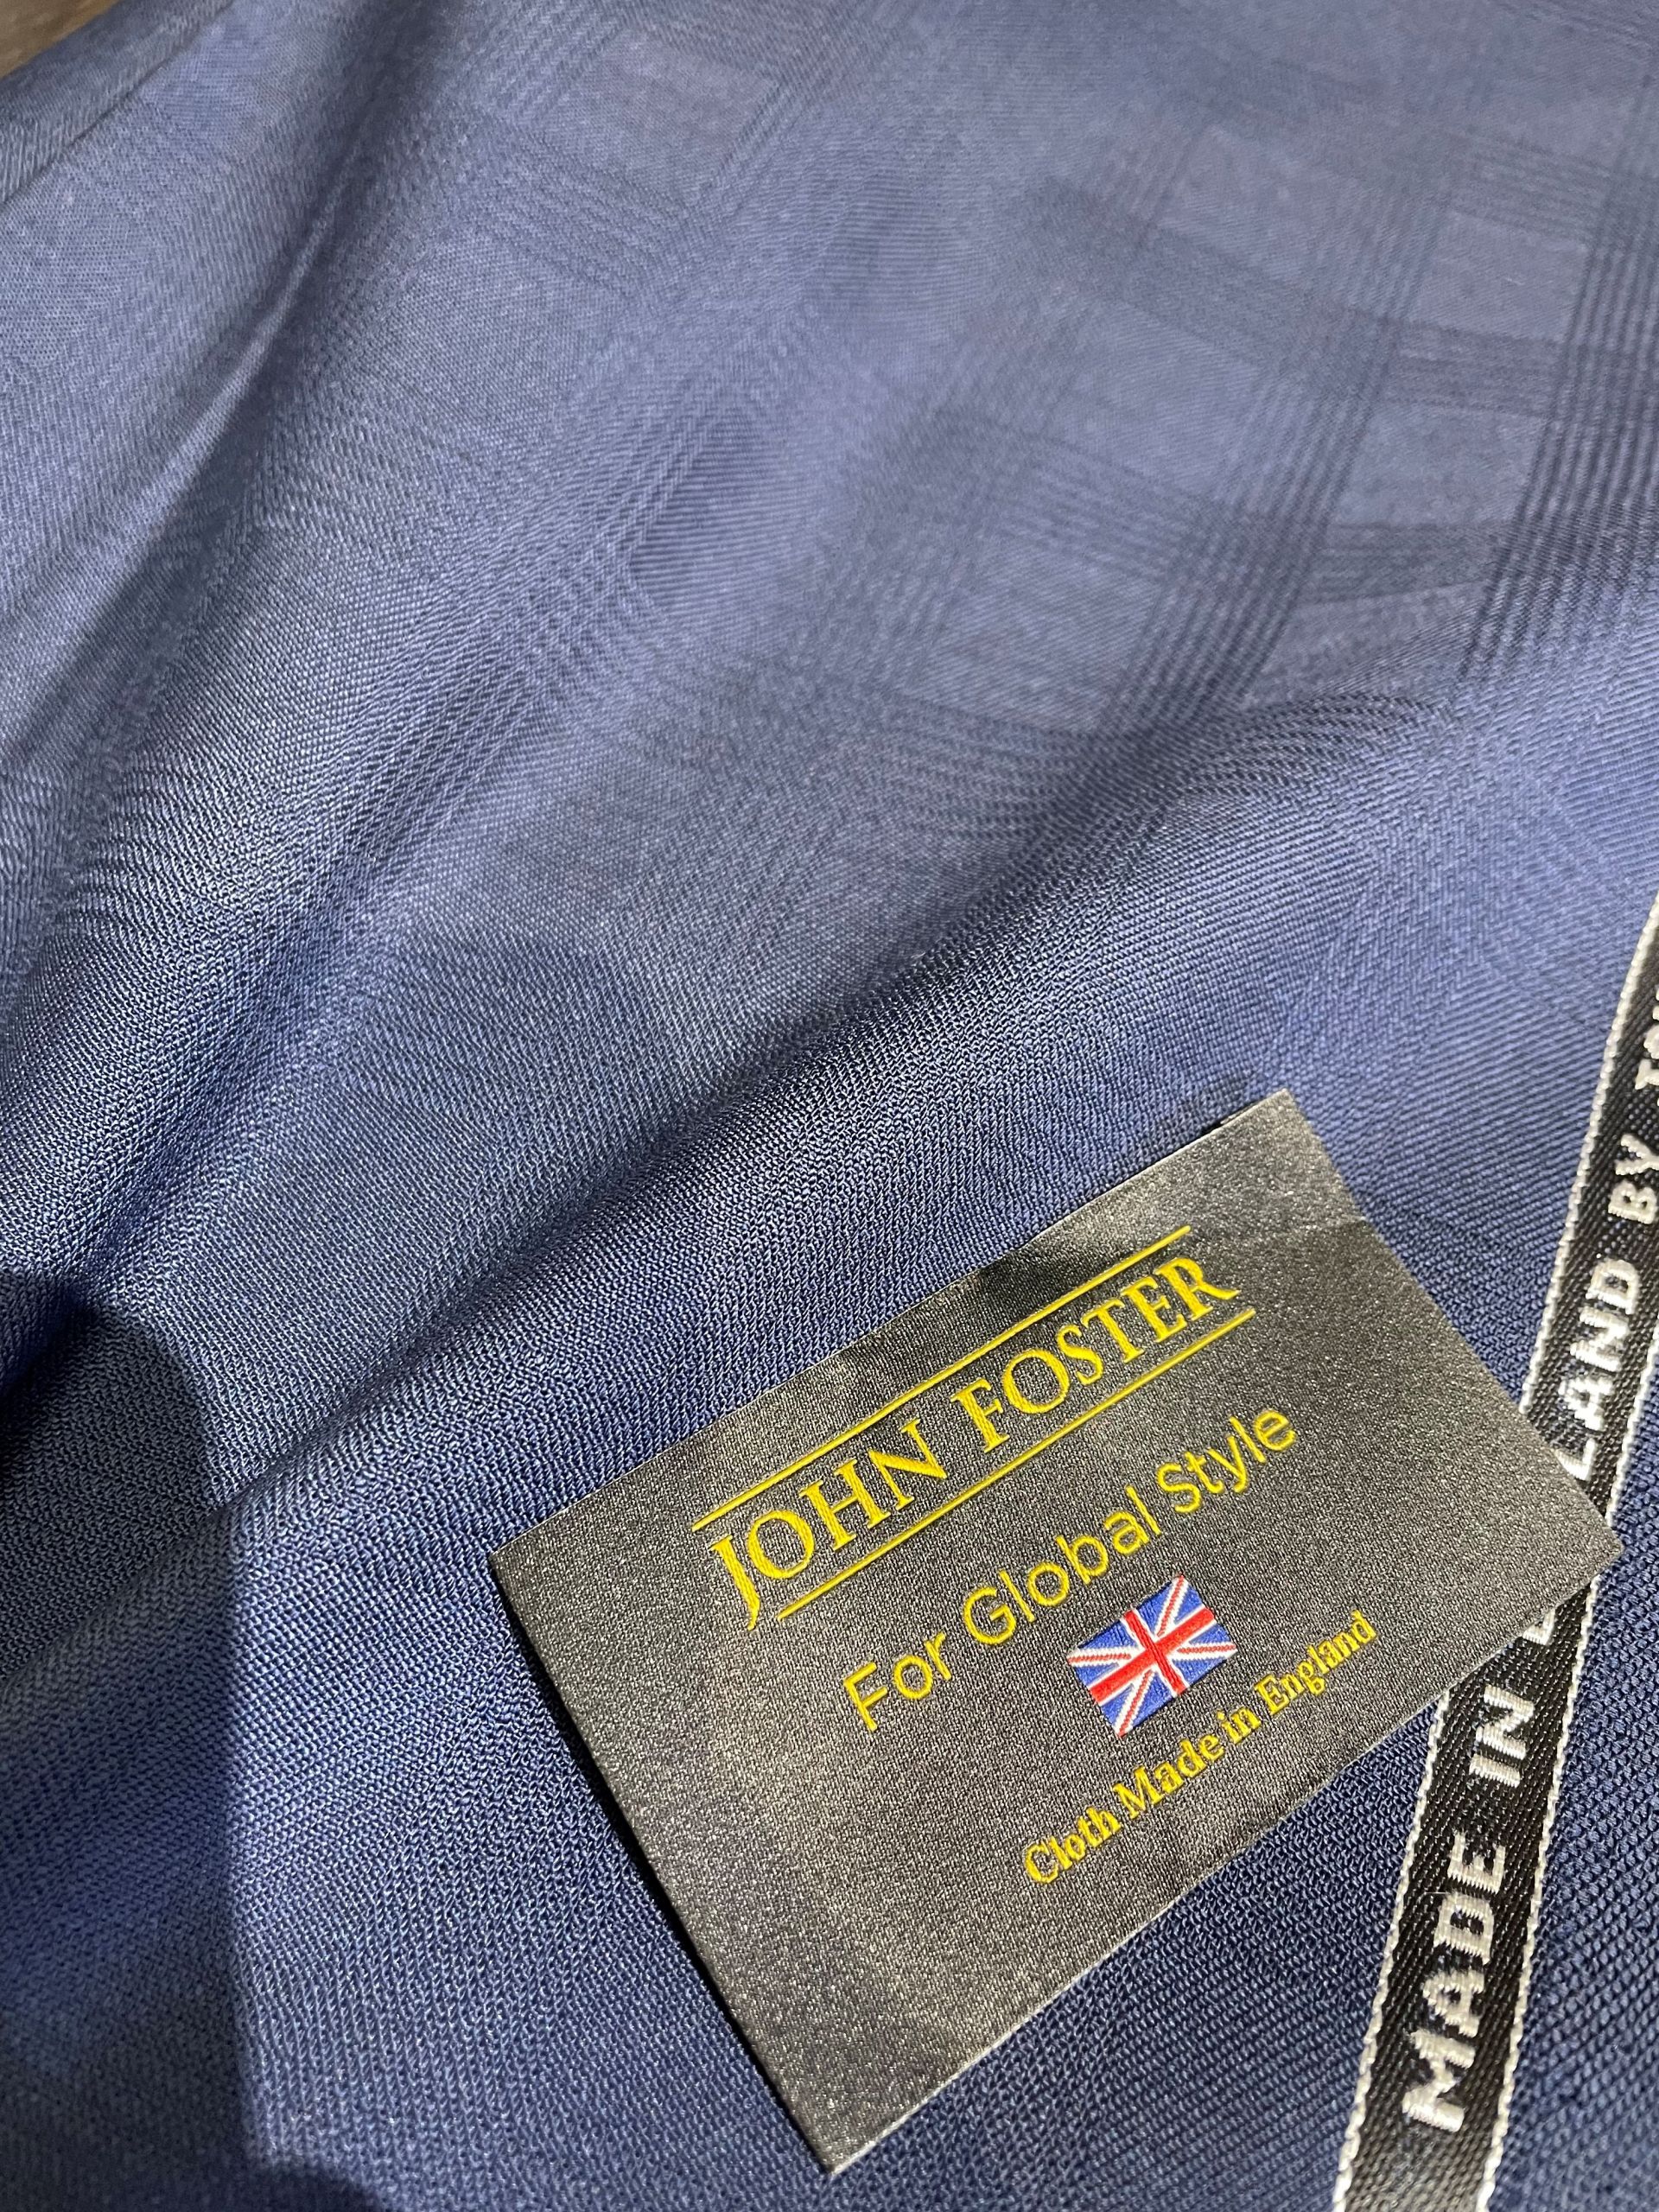 JOHN FOSTER
For Global Style
Cloth Made in England
MADE IN LAND BY